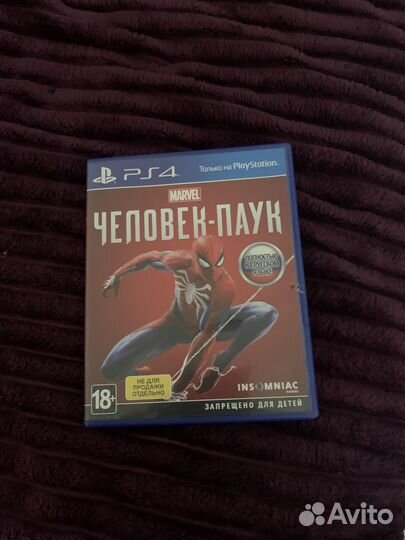 PS4
Только на PlayStation.
MARVEL
ЧЕЛОВЕК-ПАУК
ПОЛНОСТЬЮ
НА РУССКОМ
ЯЗЫКЕ
НЕ ДЛЯ
ПРОДАЖИ
ОТДЕЛЬНО
18+
INSOMNIAC
GAMES
ЗАПРЕЩЕНО ДЛЯ ДЕТЕЙ
Avito